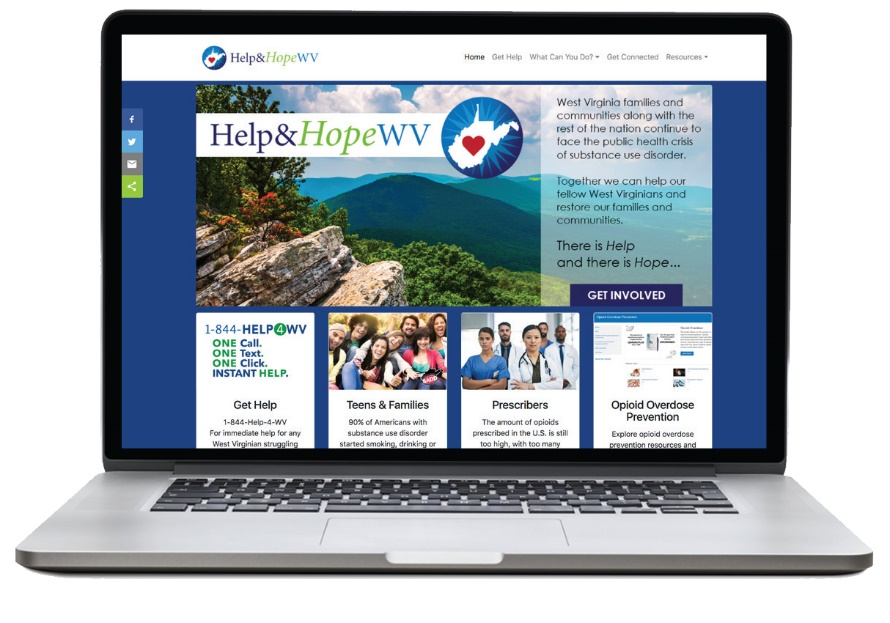 Help&HopeWV
Home Get Help What Can You Do? Get Connected Resources
Help&HopeWV
West Virginia families and
communities along with the
rest of the nation continue to
face the public health crisis
of substance use disorder.
Together we can help our
fellow West Virginians and
restore our families and
communities.
There is Help
and there is Hope...
GET INVOLVED
1-844-HELP4WV
ONE Call.
ONE Text.
ONE Click.
INSTANT HELP.
Get Help
1-844-Help-4-WV
For immediate help for any
West Virginian struggling
SADD
Teens & Families
90% of Americans with
substance use disorder
started smoking, drinking or
Prescribers
The amount of opioids
prescribed in the U.S. is still
too high, with too many
Opioid Overdose Prevention
Opioid Overdose
Prevention
Explore opioid overdose
prevention resources and